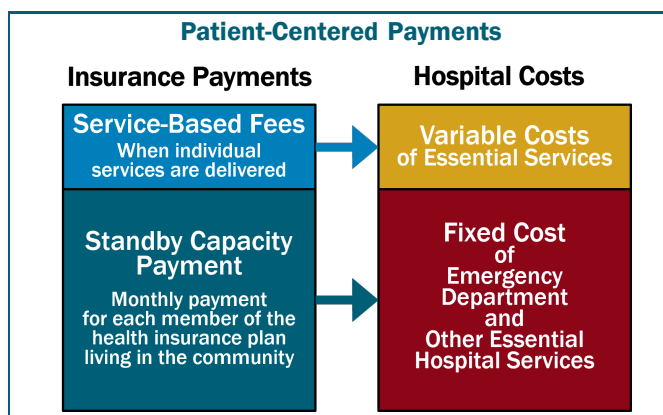 Patient-Centered Payments
Insurance Payments
Hospital Costs
Service-Based Fees
When individual
services are delivered
Variable Costs
of Essential Services
Standby Capacity
Payment
Monthly payment
for each member of the
health insurance plan
living in the community
Fixed Cost
of
Emergency
Department
and
Other Essential
Hospital Services